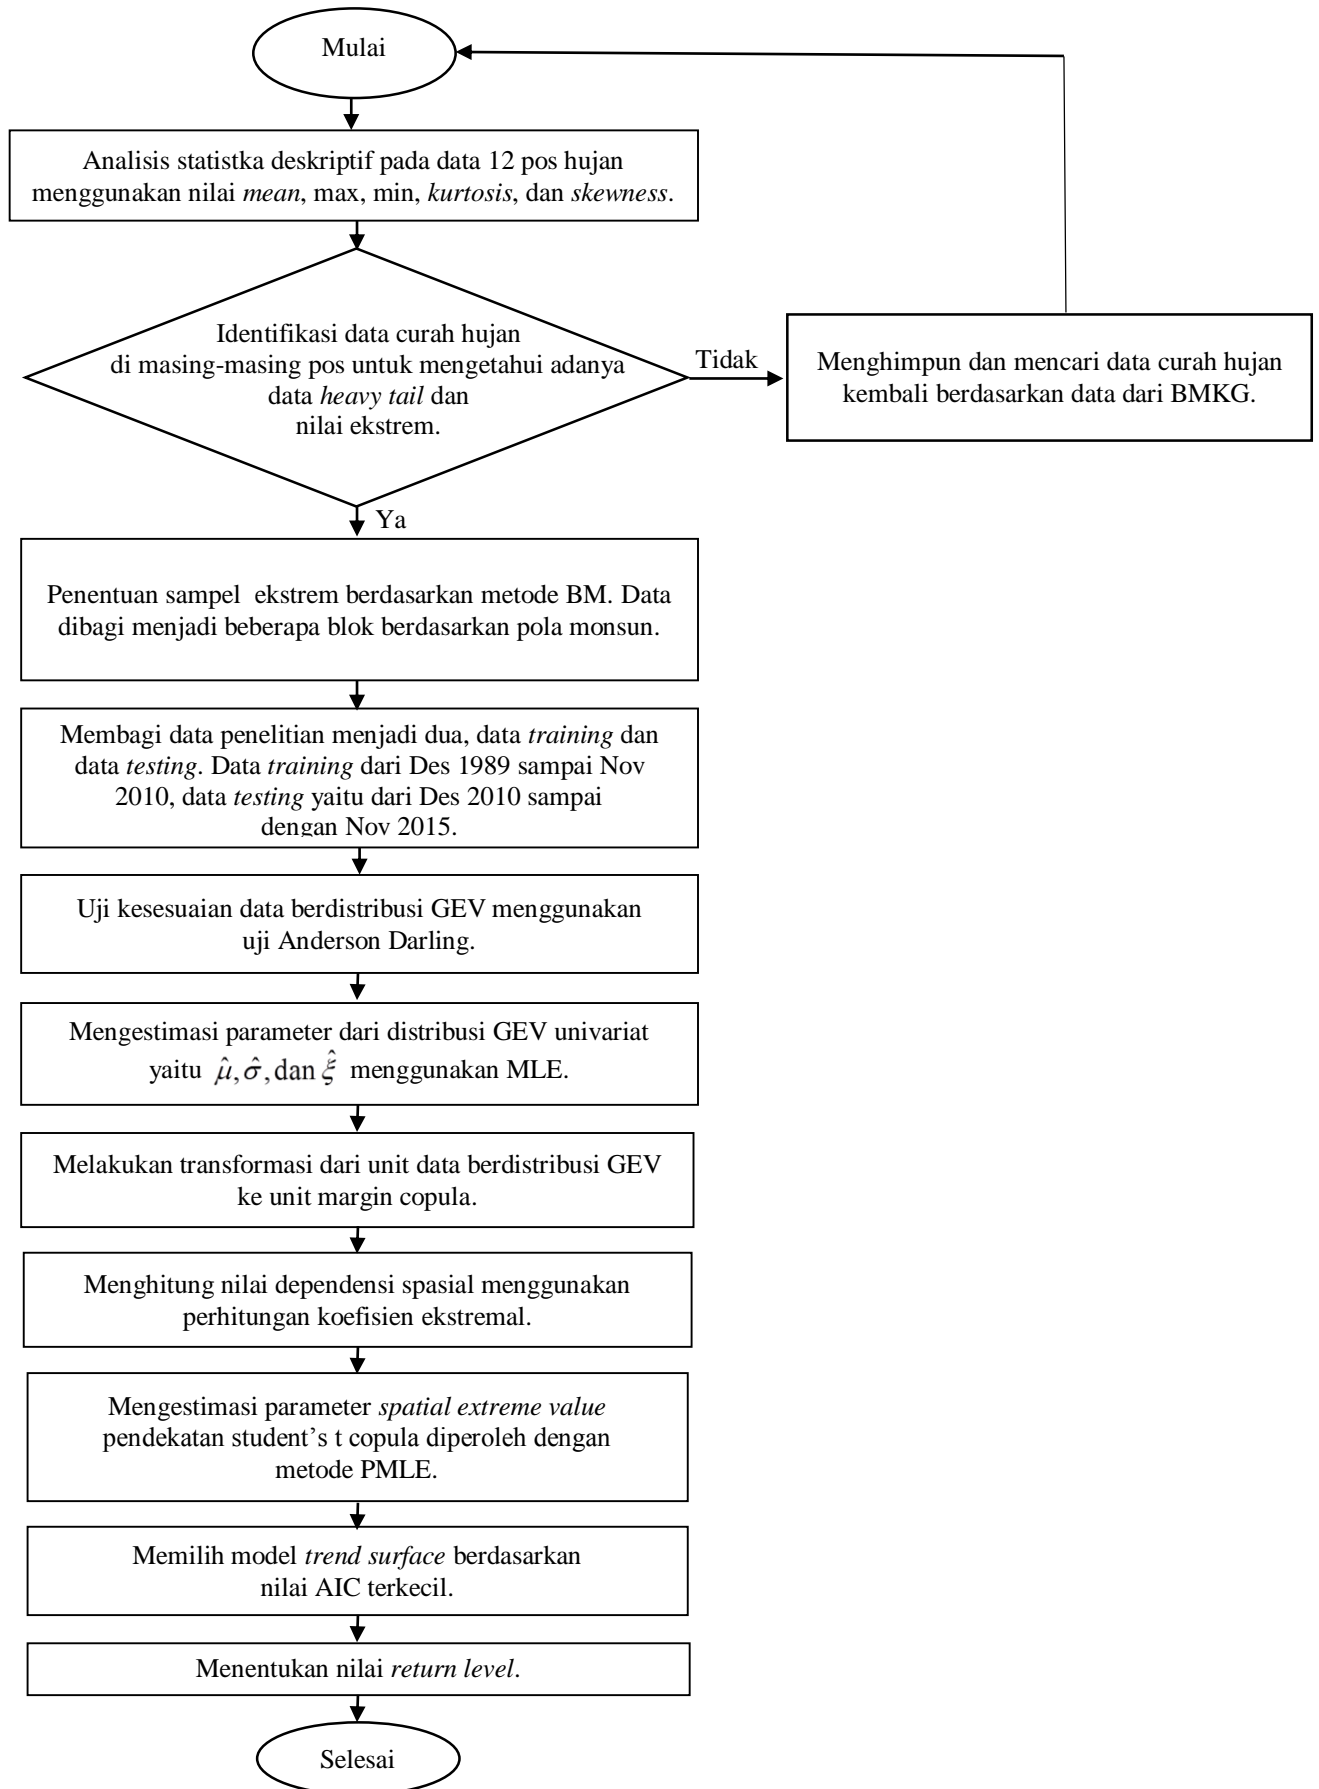 Mulai
Analisis statistka deskriptif pada data 12 pos hujan
menggunakan nilai mean, max, min, kurtosis, dan skewness.
Identifikasi data curah hujan
di masing-masing pos untuk mengetahui adanya
data heavy tail dan
nilai ekstrem.
Tidak
Menghimpun dan mencari data curah hujan
kembali berdasarkan data dari BMKG.
Ya
Penentuan sampel ekstrem berdasarkan metode BM. Data
dibagi menjadi beberapa blok berdasarkan pola monsun.
Membagi data penelitian menjadi dua, data training dan
data testing. Data training dari Des 1989 sampai Nov
2010, data testing yaitu dari Des 2010 sampai
dengan Nov 2015.
Uji kesesuaian data berdistribusi GEV menggunakan
uji Anderson Darling.
Mengestimasi parameter dari distribusi GEV univariat
yaitu μ̂, σ̂, dan ξ̂ menggunakan MLE.
Melakukan transformasi dari unit data berdistribusi GEV
ke unit margin copula.
Menghitung nilai dependensi spasial menggunakan
perhitungan koefisien ekstremal.
Mengestimasi parameter spatial extreme value
pendekatan student’s t copula diperoleh dengan
metode PMLE.
Memilih model trend surface berdasarkan
nilai AIC terkecil.
Menentukan nilai return level.
Selesai